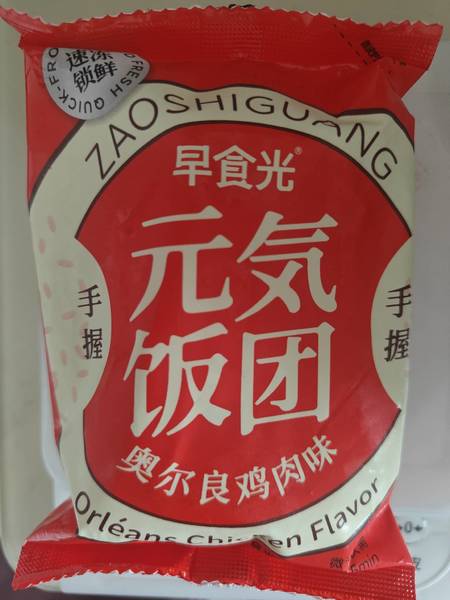 速冻
锁鲜
FRESH QUICK-FRO
ZAOSHIGUANG
早食光®
元気
饭团
手握
手握
奥尔良鸡肉味
Orléans Chicken Flavor